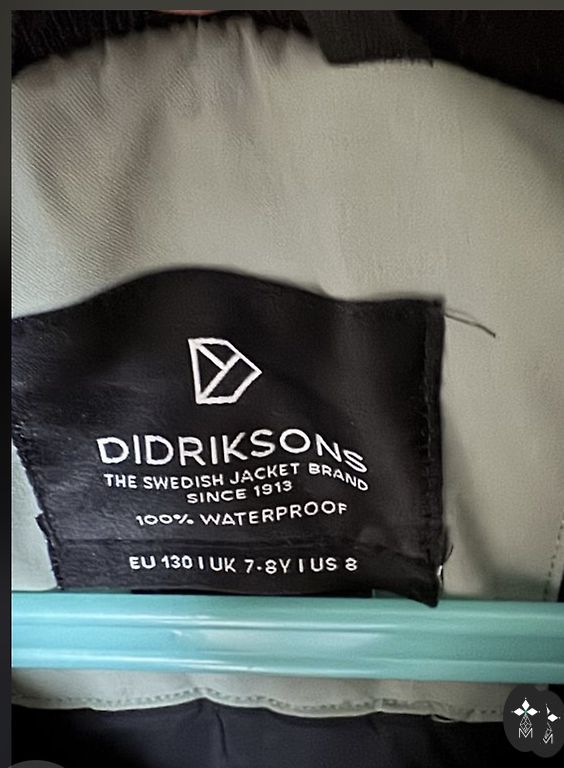 DIDRIKSONS
THE SWEDISH JACKET BRAND
SINCE 1913
100% WATERPROOF
EU 130 | UK 7-8Y | US 8
M M